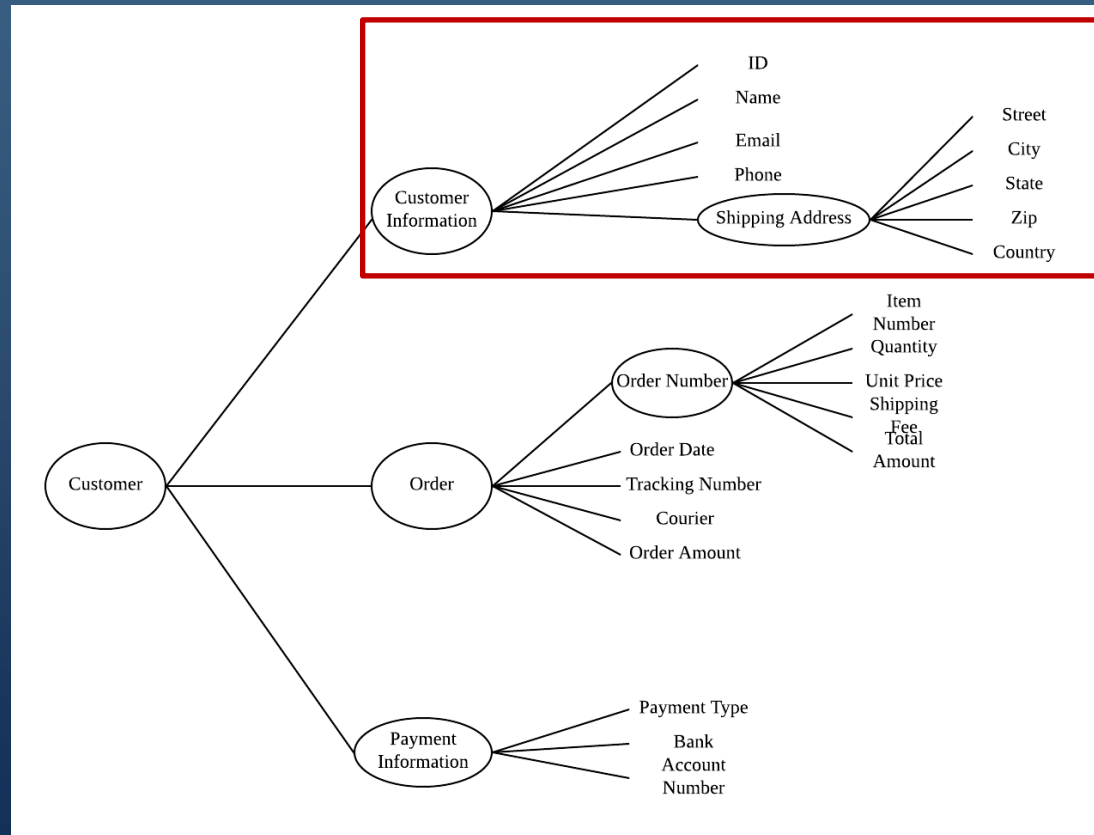 ID
Name
Email
Phone
Customer
Information
Shipping Address
Street
City
State
Zip
Country
Item
Number
Quantity
Unit Price
Shipping
Fee
Total
Amount
Order Number
Order Date
Tracking Number
Courier
Order Amount
Customer
Order
Payment
Information
Payment Type
Bank
Account
Number